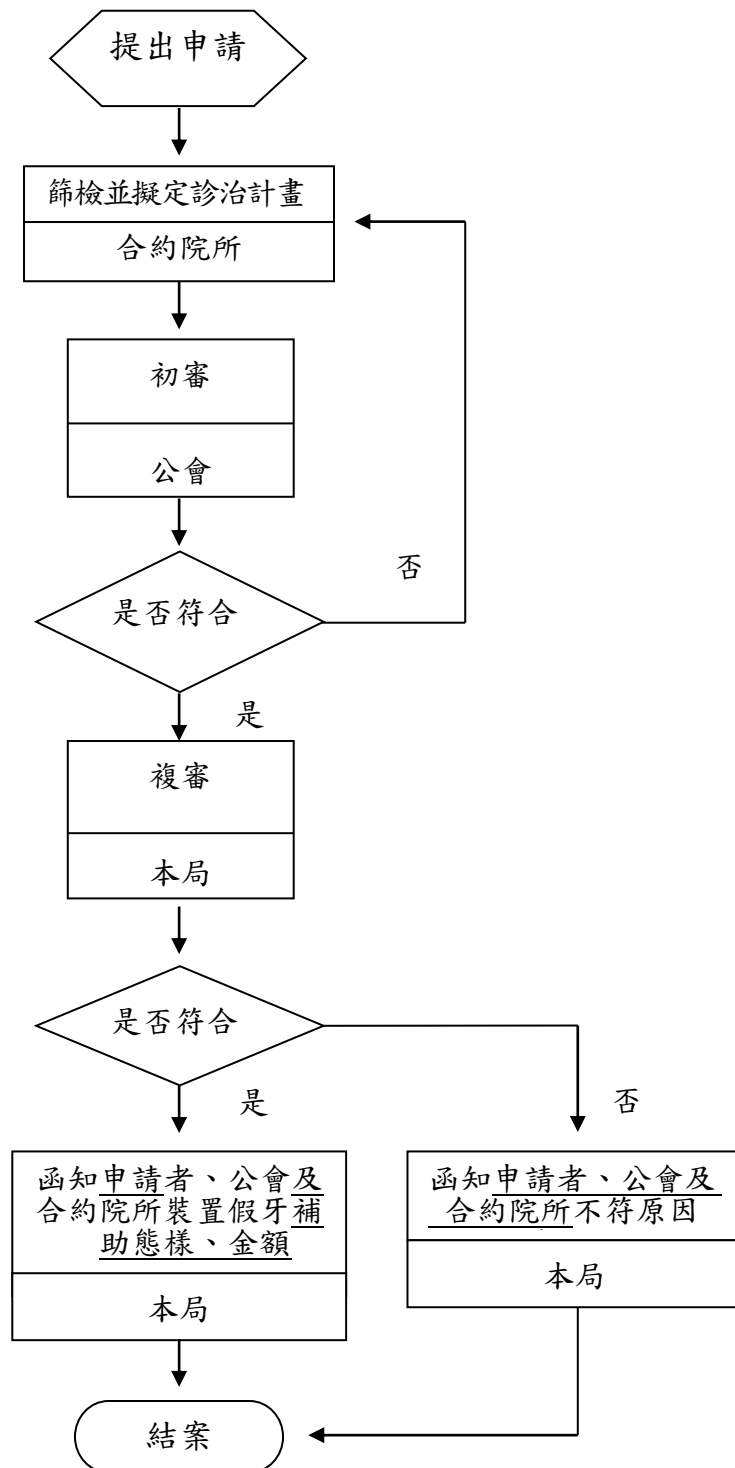 提出申請
篩檢並擬定診治計畫
合約院所
初審
公會
是否符合
否
是
複審
本局
是否符合
是
否
函知申請者、公會及
合約院所裝置假牙補
助態樣、金額
本局
函知申請者、公會及
合約院所不符原因
本局
結案